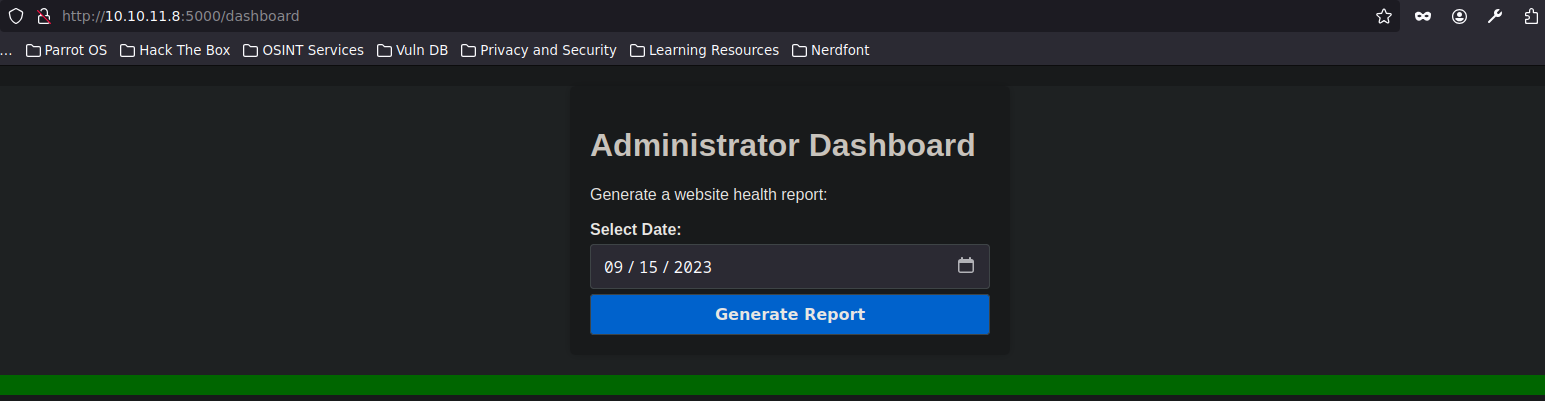 http://10.10.11.8:5000/dashboard
... Parrot OS Hack The Box OSINT Services Vuln DB Privacy and Security Learning Resources Nerdfont
Administrator Dashboard
Generate a website health report:
Select Date:
09 / 15 / 2023
Generate Report